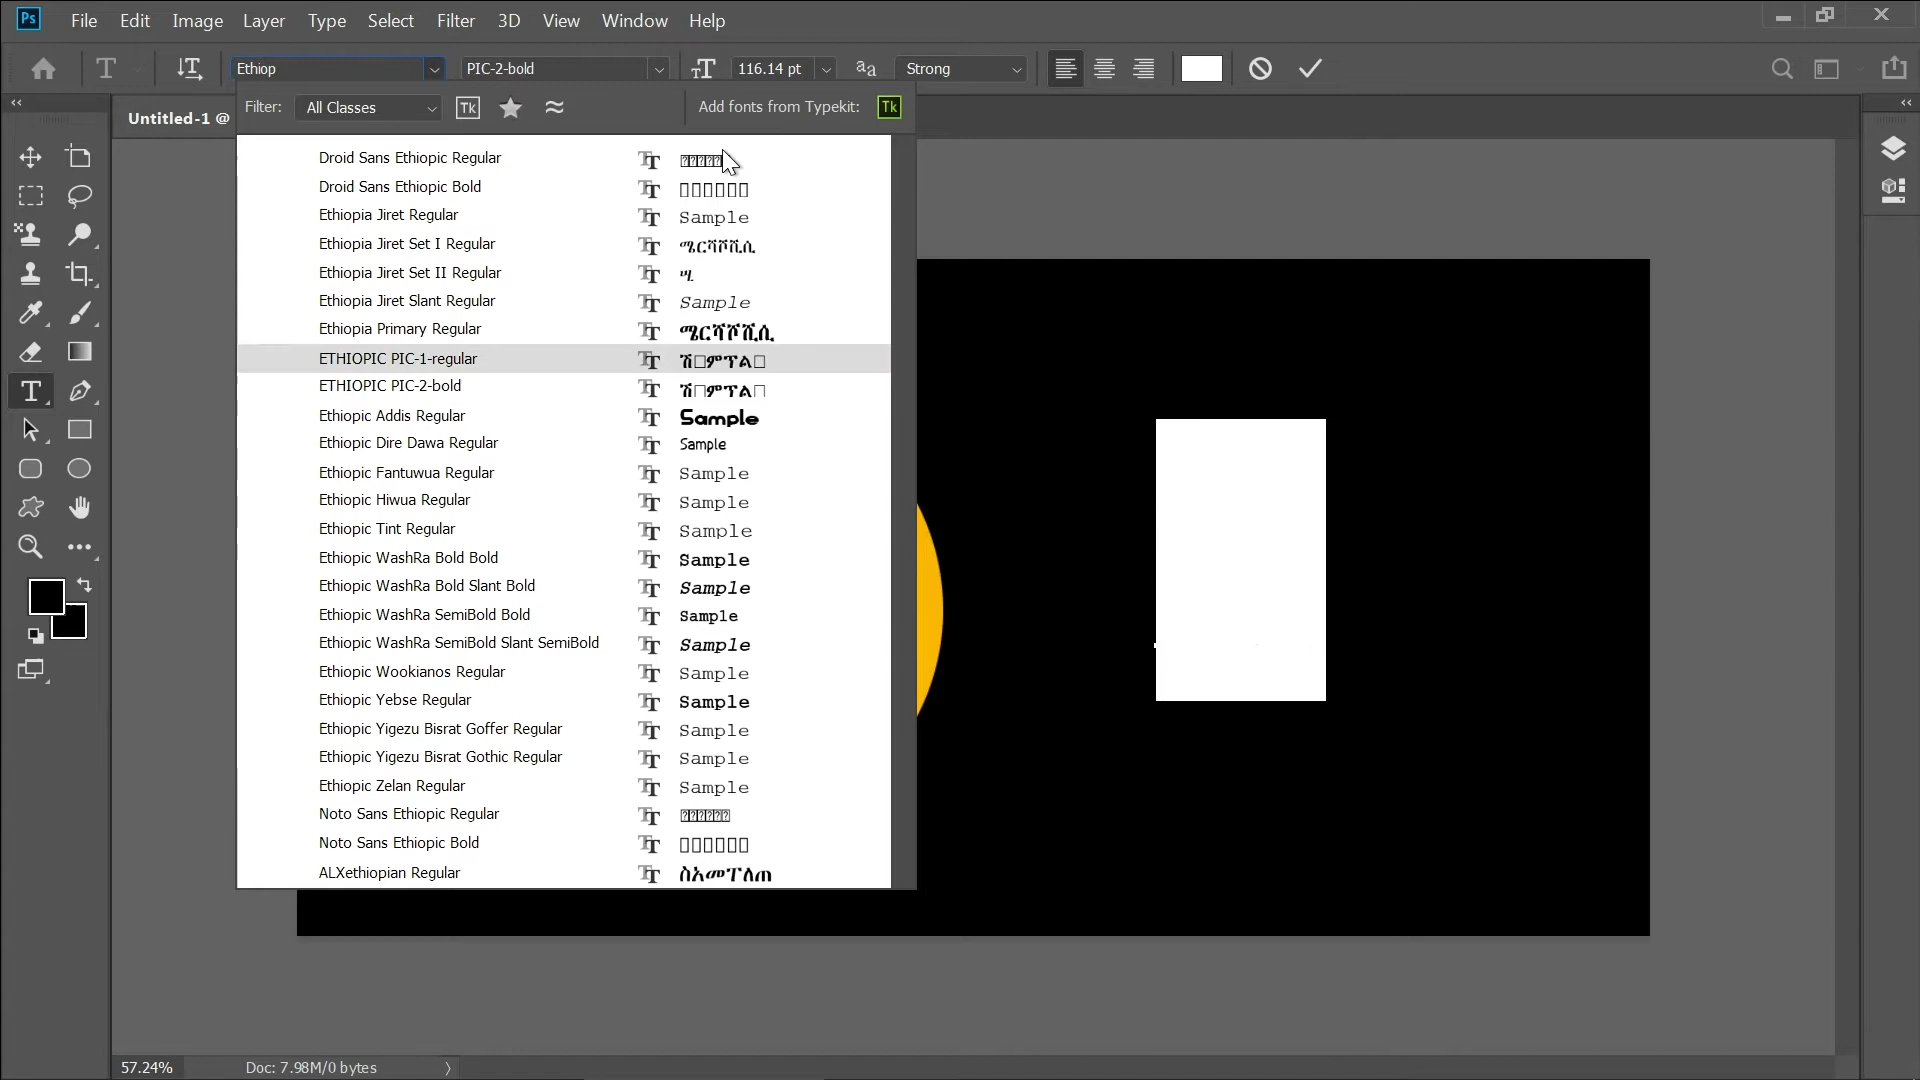 Ps File Edit Image Layer Type Select Filter 3D View Window Help
T Ethiop PIC-2-bold 116.14 pt aa Strong
Filter: All Classes Tk Add fonts from Typekit: Tk
Untitled-1 @
Droid Sans Ethiopic Regular
Droid Sans Ethiopic Bold
Ethiopia Jiret Regular Sample
Ethiopia Jiret Set I Regular ሜርሻሾሺሲ
Ethiopia Jiret Set II Regular
Ethiopia Jiret Slant Regular Sample
Ethiopia Primary Regular ሜርሻሾሺሲ
ETHIOPIC PIC-1-regular ሽ□ምፕል□
ETHIOPIC PIC-2-bold ሽ□ምፕል□
Ethiopic Addis Regular Sample
Ethiopic Dire Dawa Regular Sample
Ethiopic Fantuwua Regular Sample
Ethiopic Hiwua Regular Sample
Ethiopic Tint Regular Sample
Ethiopic WashRa Bold Bold Sample
Ethiopic WashRa Bold Slant Bold Sample
Ethiopic WashRa SemiBold Bold Sample
Ethiopic WashRa SemiBold Slant SemiBold Sample
Ethiopic Wookianos Regular Sample
Ethiopic Yebse Regular Sample
Ethiopic Yigezu Bisrat Goffer Regular Sample
Ethiopic Yigezu Bisrat Gothic Regular Sample
Ethiopic Zelan Regular Sample
Noto Sans Ethiopic Regular
Noto Sans Ethiopic Bold
ALXethiopian Regular ስአመፐለጠ
57.24% Doc: 7.98M/0 bytes